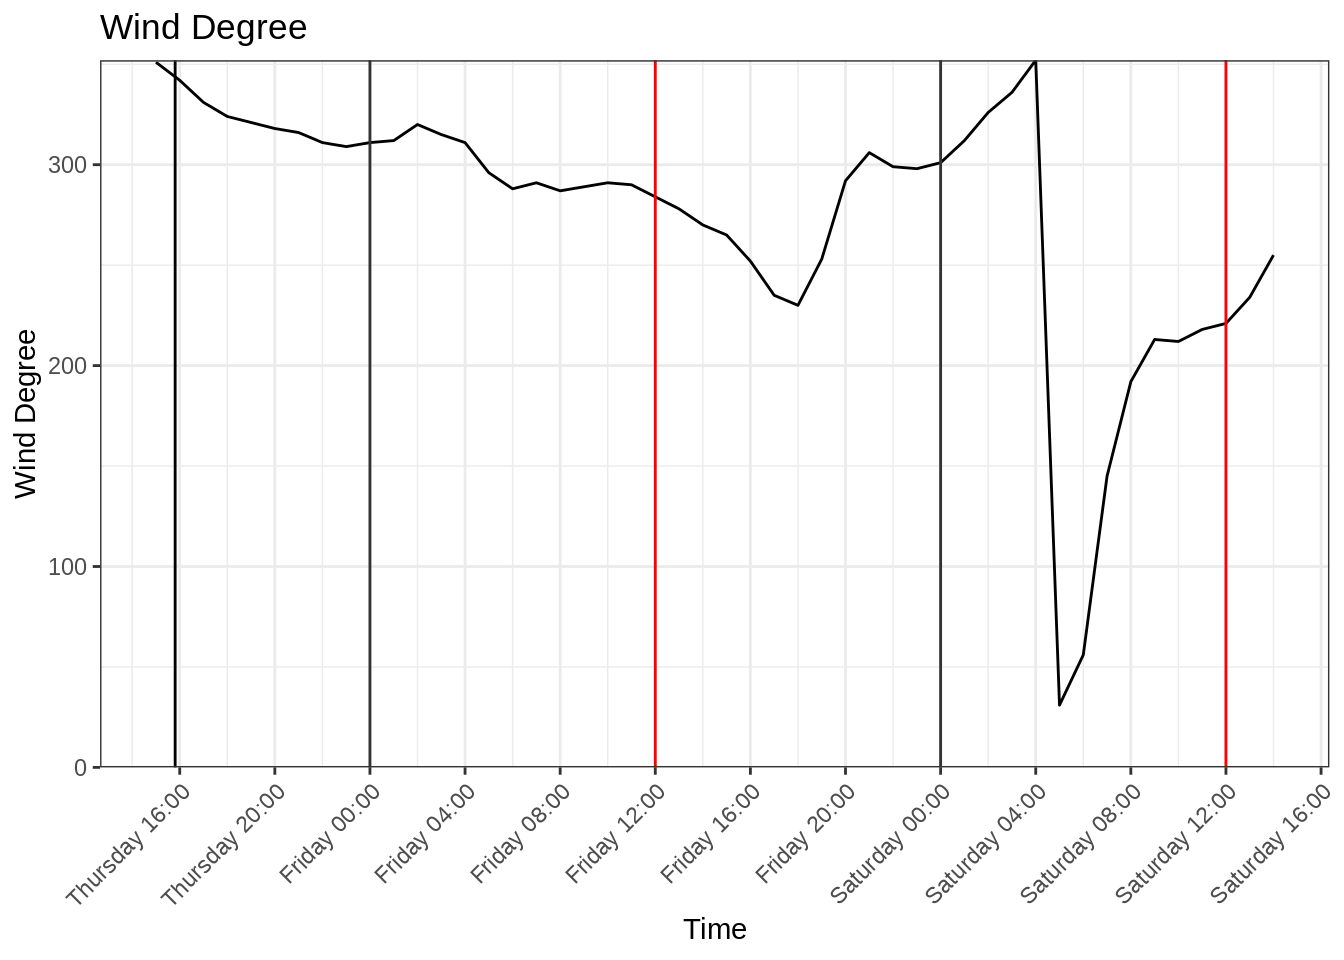 Wind Degree
Wind Degree
300
200
100
0
Thursday 16:00
Thursday 20:00
Friday 00:00
Friday 04:00
Friday 08:00
Friday 12:00
Friday 16:00
Friday 20:00
Saturday 00:00
Saturday 04:00
Saturday 08:00
Saturday 12:00
Saturday 16:00
Time